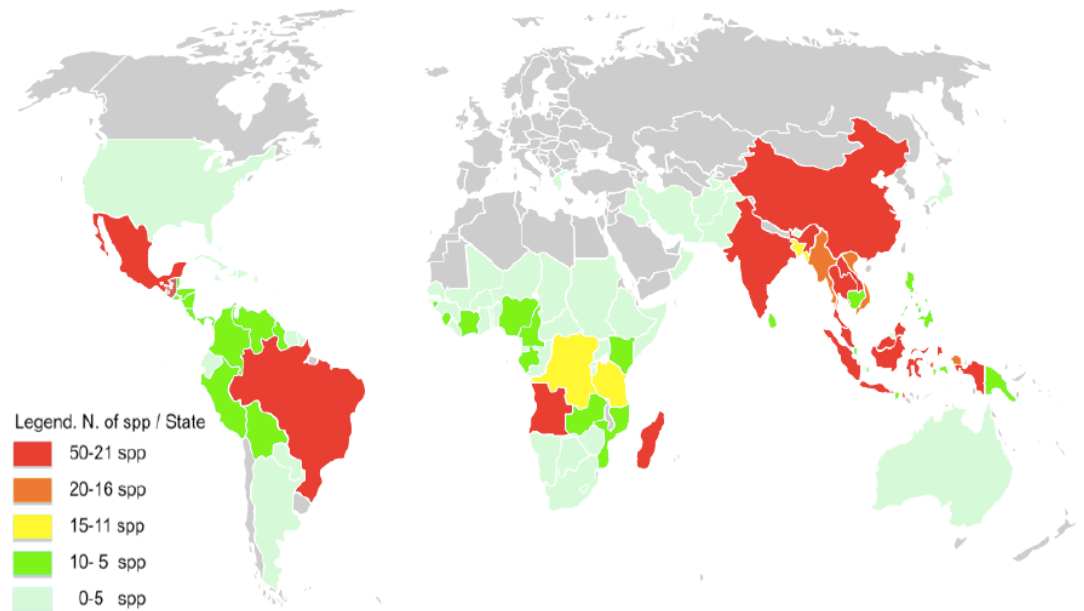 Legend. N. of spp / State
50-21 spp
20-16 spp
15-11 spp
10- 5 spp
0-5 spp